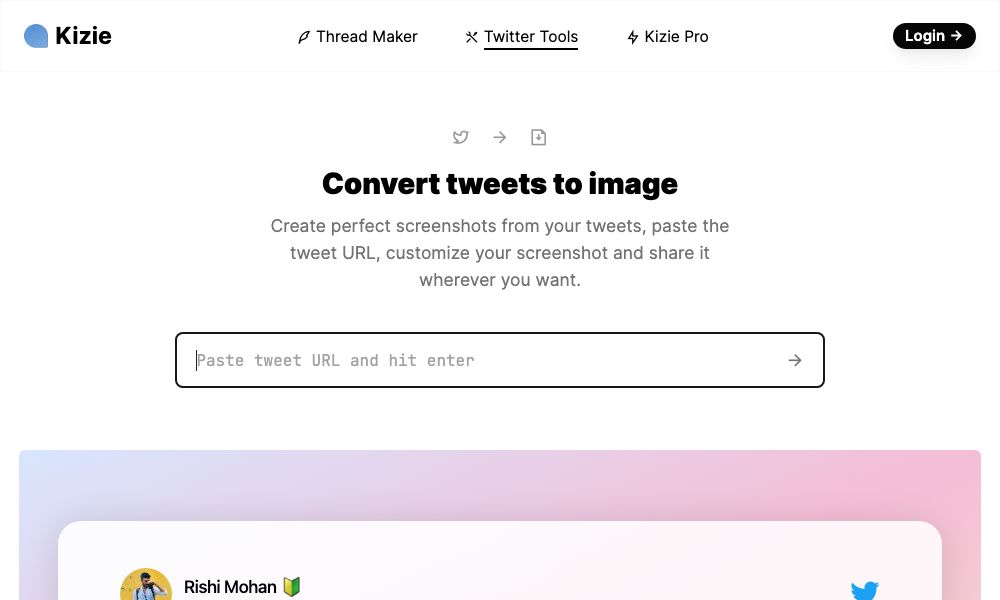 Kizie
Thread Maker
Twitter Tools
Kizie Pro
Login →
Convert tweets to image
Create perfect screenshots from your tweets, paste the
tweet URL, customize your screenshot and share it
wherever you want.
Paste tweet URL and hit enter
Rishi Mohan 🔰